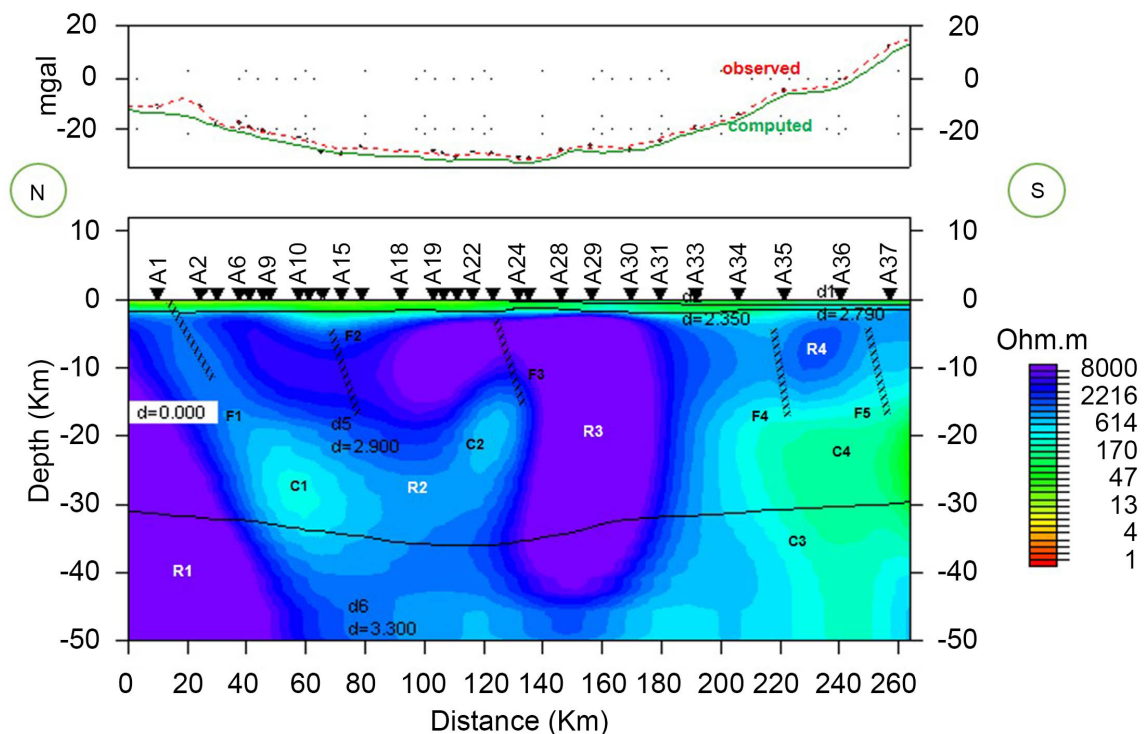 20
0
-20
mgal
20
0
-20
observed
computed
N
S
10
0
-10
-20
-30
-40
-50
Depth (Km)
A1
A2
A6
A9
A10
A15
A18
A19
A22
A24
A28
A29
A30
A31
A33
A34
A35
A36
A37
10
0
-10
-20
-30
-40
-50
d1
d=2.350
d=2.790
F2
R4
F3
d=0.000
F1
d5
d=2.900
F4
F5
C2
R3
C4
C1
R2
C3
R1
d6
d=3.300
Ohm.m
8000
2216
614
170
47
13
4
1
0
20
40
60
80
100
120
140
160
180
200
220
240
260
Distance (Km)